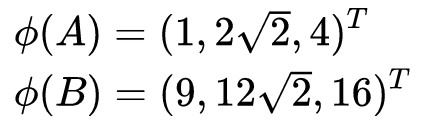 ϕ(A) = (1, 2√2, 4)ᵀ
ϕ(B) = (9, 12√2, 16)ᵀ